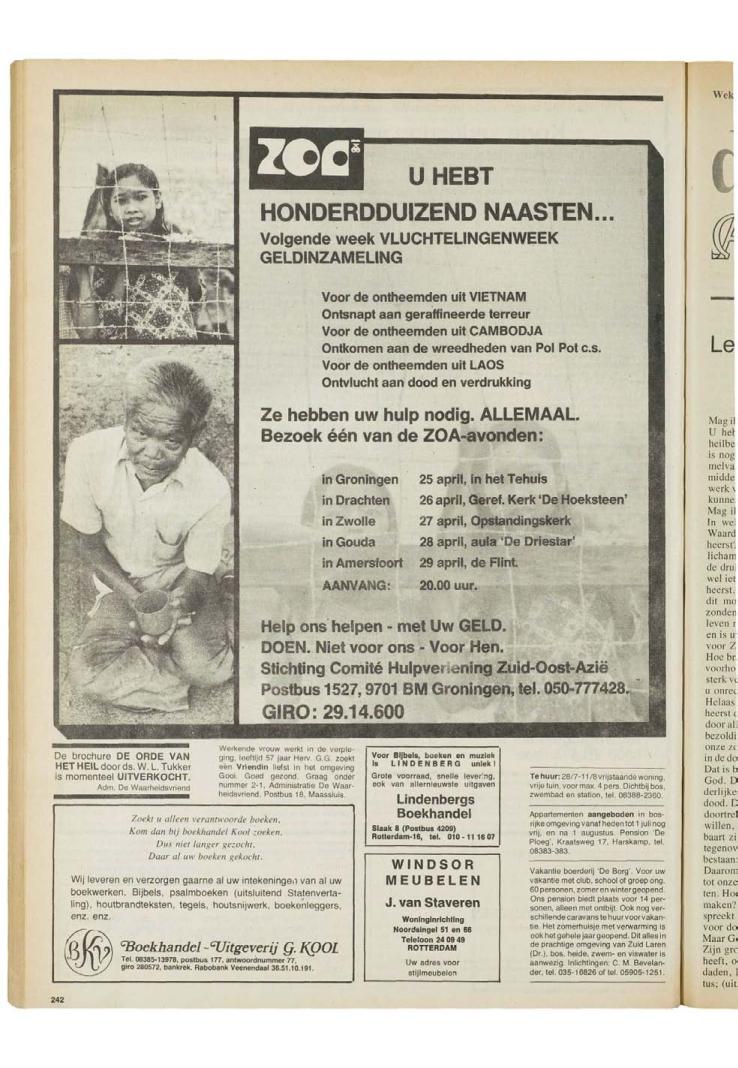 ZOA
U HEBT
HONDERDDUIZEND NAASTEN...
Volgende week VLUCHTELINGENWEEK
GELDINZAMELING
Voor de ontheemden uit VIETNAM
Ontsnapt aan geraffineerde terreur
Voor de ontheemden uit CAMBODJA
Ontkomen aan de wreedheden van Pol Pot c.s.
Voor de ontheemden uit LAOS
Ontvlucht aan dood en verdrukking
Ze hebben uw hulp nodig. ALLEMAAL.
Bezoek één van de ZOA-avonden:
in Groningen 25 april, in het Tehuis
in Drachten 26 april, Geref. Kerk 'De Hoeksteen'
in Zwolle 27 april, Opstandingskerk
in Gouda 28 april, aula 'De Driestar'
in Amersfoort 29 april, de Flint.
AANVANG: 20.00 uur.
Help ons helpen - met Uw GELD.
DOEN. Niet voor ons - Voor Hen.
Stichting Comité Hulpverlening Zuid-Oost-Azië
Postbus 1527, 9701 BM Groningen, tel. 050-777428.
GIRO: 29.14.600
De brochure DE ORDE VAN
HET HEIL door ds. W. L. Tukker
is momenteel UITVERKOCHT.
Adm. De Waarheidsvriend
Werkende vrouw werkt in de verple-
ging, leeftijd 57 jaar Herv. G.G. zoekt
een Vriendin liefst in het omgeving
Gooi. Goed gezond. Graag onder
nummer 2-1, Administratie De Waar-
heidsvriend. Postbus 18, Maassluis.
Zoekt u alleen verantwoorde boeken.
Kom dan bij boekhandel Kool zoeken.
Dus niet langer gezocht.
Daar al uw boeken gekocht.
Wij leveren en verzorgen gaarne al uw intekeningen van al uw
boekwerken. Bijbels, psalmboeken (uitsluitend Statenverta-
ling), houtbrandteksten, tegels, houtsnijwerk, boekenleggers,
enz. enz.
BKV
Boekhandel-Uitgeverij G. KOOL
Tel. 08385-13978, postbus 177, antwoordnummer 77,
giro 280572, bankrek. Rabobank Veenendaal 36.51.10.191.
Voor Bijbels, boeken en muziek
is LINDENBERG uniek!
Grote voorraad, snelle levering,
ook van allernieuwste uitgaven
Lindenbergs
Boekhandel
Slaak 8 (Postbus 4209)
Rotterdam-16, tel. 010 - 11 16 07
WINDSOR
MEUBELEN
J. van Staveren
Woninginrichting
Noordsingel 51 en 66
Telefoon 24 09 49
ROTTERDAM
Uw adres voor
stijlmeubelen
Te huur: 28/7-11/8 vrijstaande woning,
vrije tuin, voor max. 4 pers. Dichtbij bos,
zwembad en station, tel. 08388-2360.
Appartementen aangeboden in bos-
rijke omgeving vanaf heden tot 1 juli nog
vrij, en na 1 augustus. Pension 'De
Ploeg', Kraatsweg 17, Harskamp, tel.
08383-383.
Vakantie boerderij 'De Borg'. Voor uw
vakantie met club, school of groep ong.
60 personen, zomer en winter geopend.
Ons pension biedt plaats voor 14 per-
sonen, alleen met ontbijt. Ook nog ver-
schillende caravans te huur voor vakan-
tie. Het zomerhuisje met verwarming is
ook het gehele jaar geopend. Dit alles in
de prachtige omgeving van Zuid Laren
(Dr.), bos, heide, zwem- en viswater is
aanwezig. Inlichtingen: C. M. Bevelan-
der, tel. 035-16826 of tel. 05905-1251.
242
Wek
Le
Mag il